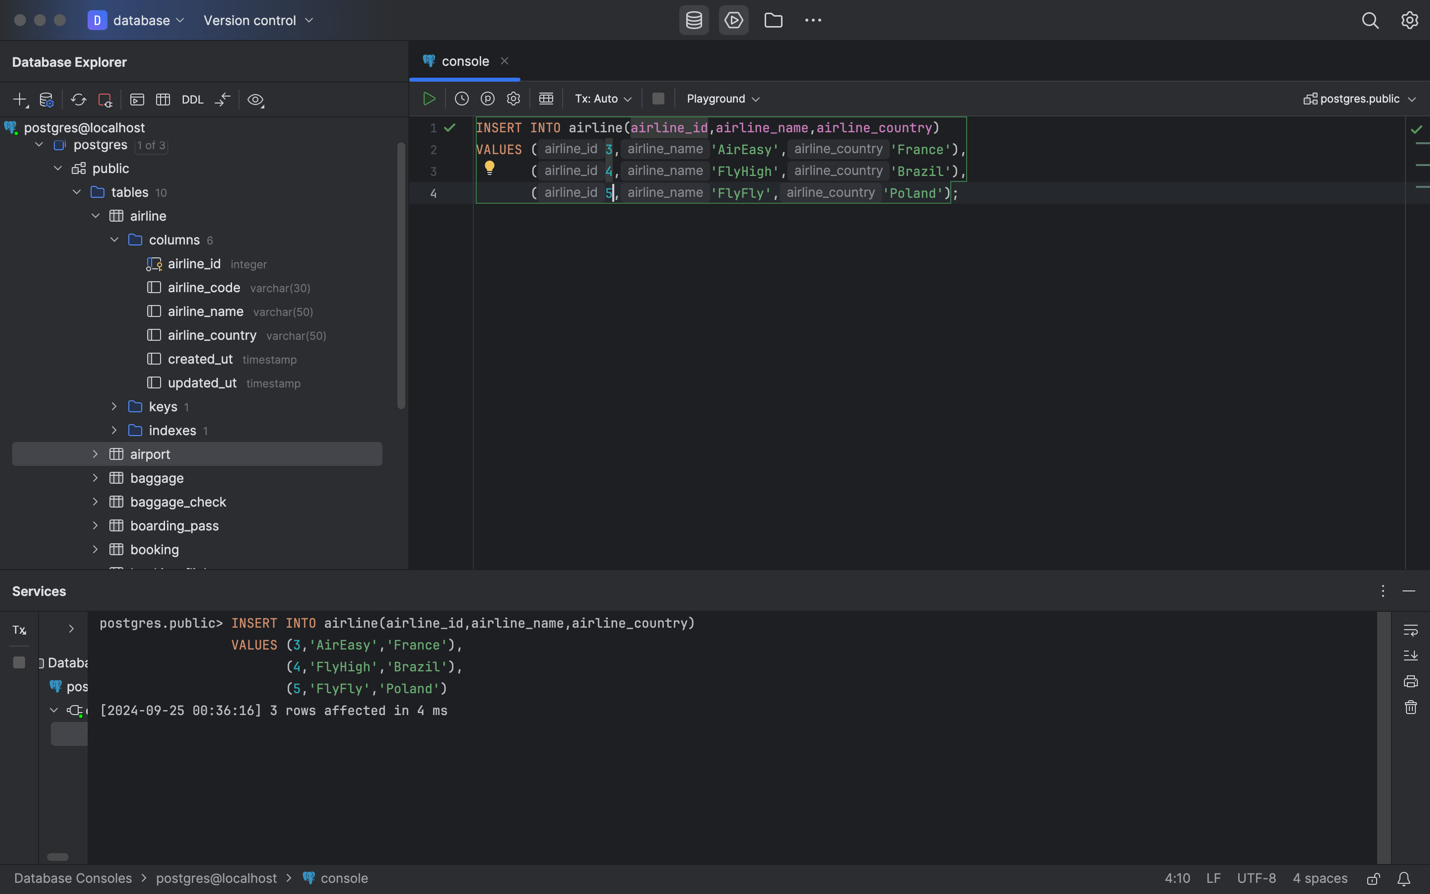 D database Version control
Database Explorer
console
DDL
Tx: Auto Playground postgres.public
postgres@localhost
postgres 1 of 3
public
tables 10
airline
columns 6
airline_id integer
airline_code varchar(30)
airline_name varchar(50)
airline_country varchar(50)
created_ut timestamp
updated_ut timestamp
keys 1
indexes 1
airport
baggage
baggage_check
boarding_pass
booking
1 INSERT INTO airline(airline_id,airline_name,airline_country)
2 VALUES ( airline_id 3, airline_name 'AirEasy', airline_country 'France'),
3 ( airline_id 4, airline_name 'FlyHigh', airline_country 'Brazil'),
4 ( airline_id 5, airline_name 'FlyFly', airline_country 'Poland');
Services
Tx
Databa
pos
postgres.public> INSERT INTO airline(airline_id,airline_name,airline_country)
VALUES (3,'AirEasy','France'),
(4,'FlyHigh','Brazil'),
(5,'FlyFly','Poland')
[2024-09-25 00:36:16] 3 rows affected in 4 ms
Database Consoles > postgres@localhost > console
4:10 LF UTF-8 4 spaces